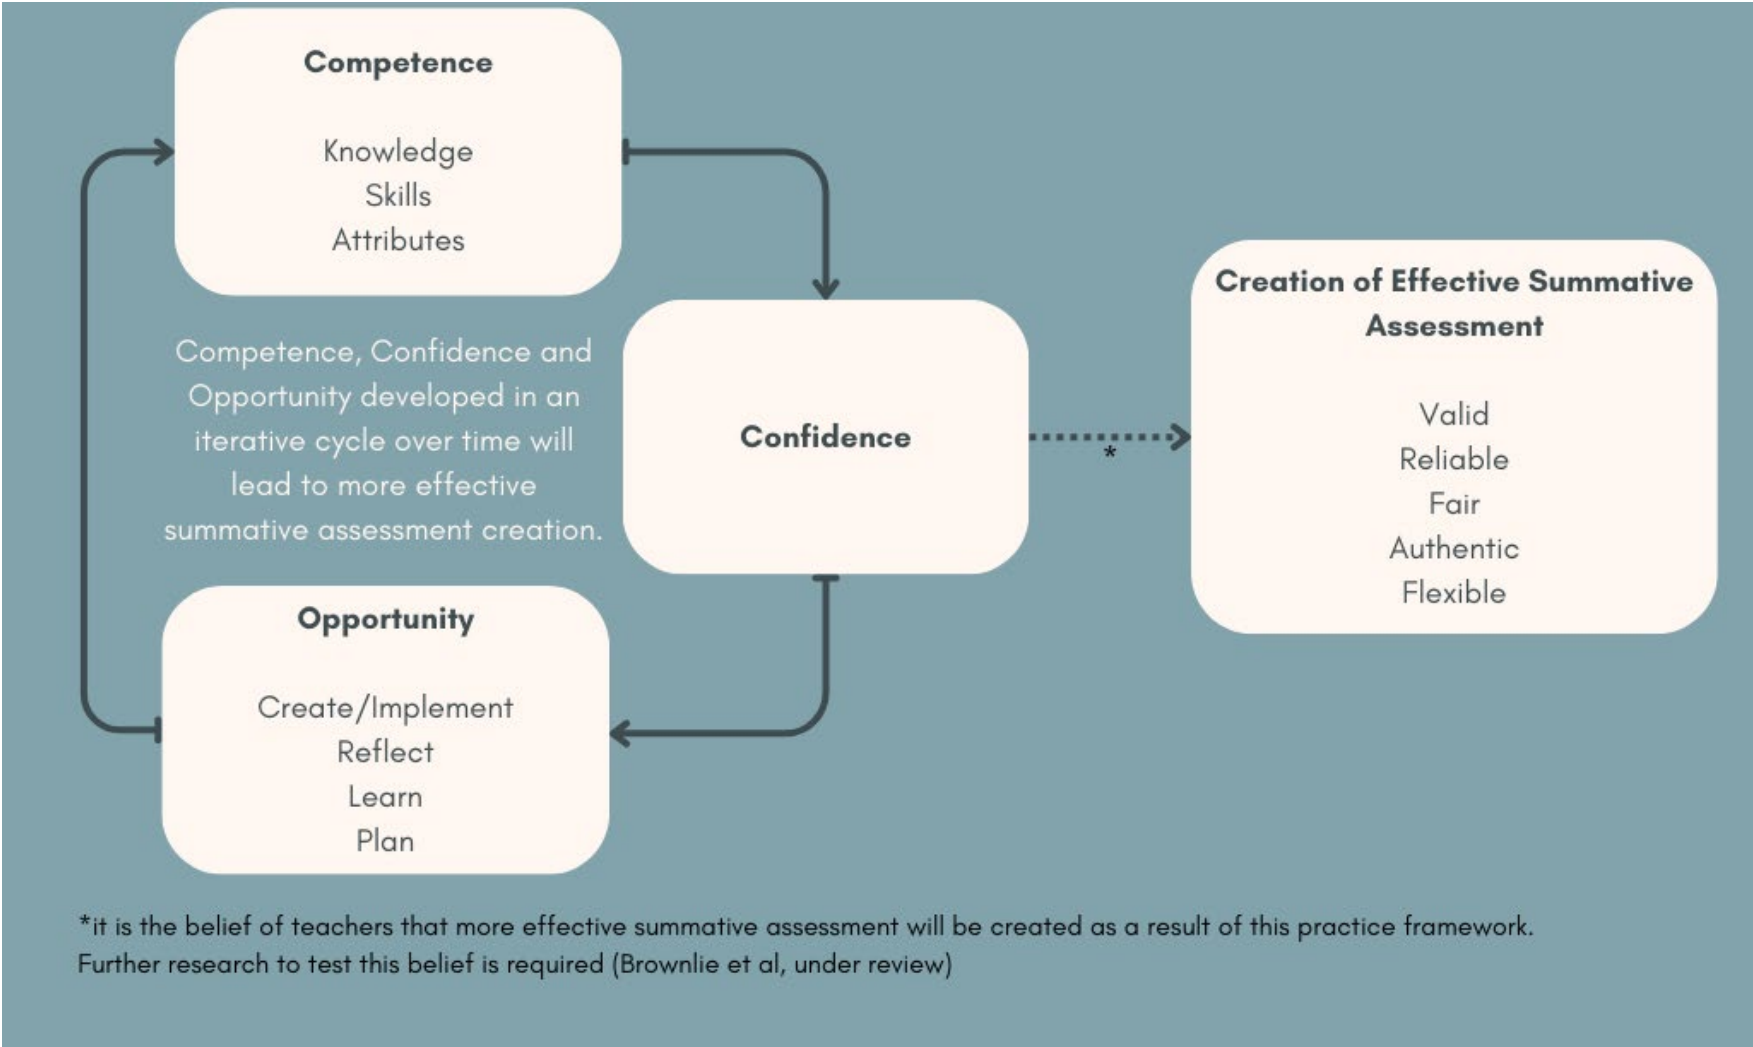 Competence
Knowledge
Skills
Attributes
Competence, Confidence and
Opportunity developed in an
iterative cycle over time will
lead to more effective
summative assessment creation.
Opportunity
Create/Implement
Reflect
Learn
Plan
Confidence
*
Creation of Effective Summative
Assessment
Valid
Reliable
Fair
Authentic
Flexible
*it is the belief of teachers that more effective summative assessment will be created as a result of this practice framework.
Further research to test this belief is required (Brownlie et al, under review)